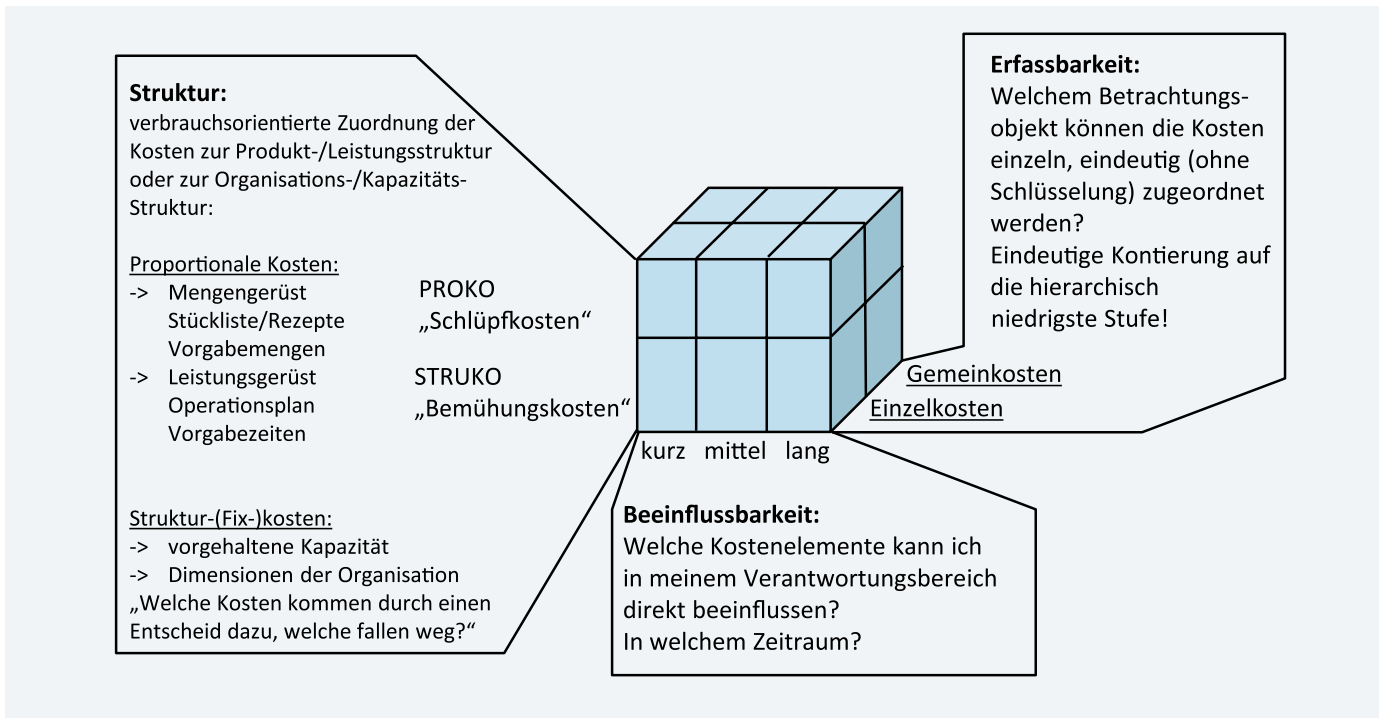 Struktur:
verbrauchsorientierte Zuordnung der
Kosten zur Produkt-/Leistungsstruktur
oder zur Organisations-/Kapazitäts-
Struktur:
Proportionale Kosten:
-> Mengengerüst
Stückliste/Rezepte
Vorgabemengen
-> Leistungsgerüst
Operationsplan
Vorgabezeiten
Struktur-(Fix-)kosten:
-> vorgehaltene Kapazität
-> Dimensionen der Organisation
„Welche Kosten kommen durch einen
Entscheid dazu, welche fallen weg?“
PROKO
„Schlüpfkosten“
STRUKO
„Bemühungskosten“
kurz mittel lang
Erfassbarkeit:
Welchem Betrachtungs-
objekt können die Kosten
einzeln, eindeutig (ohne
Schlüsselung) zugeordnet
werden?
Eindeutige Kontierung auf
die hierarchisch
niedrigste Stufe!
Gemeinkosten
Einzelkosten
Beeinflussbarkeit:
Welche Kostenelemente kann ich
in meinem Verantwortungsbereich
direkt beeinflussen?
In welchem Zeitraum?